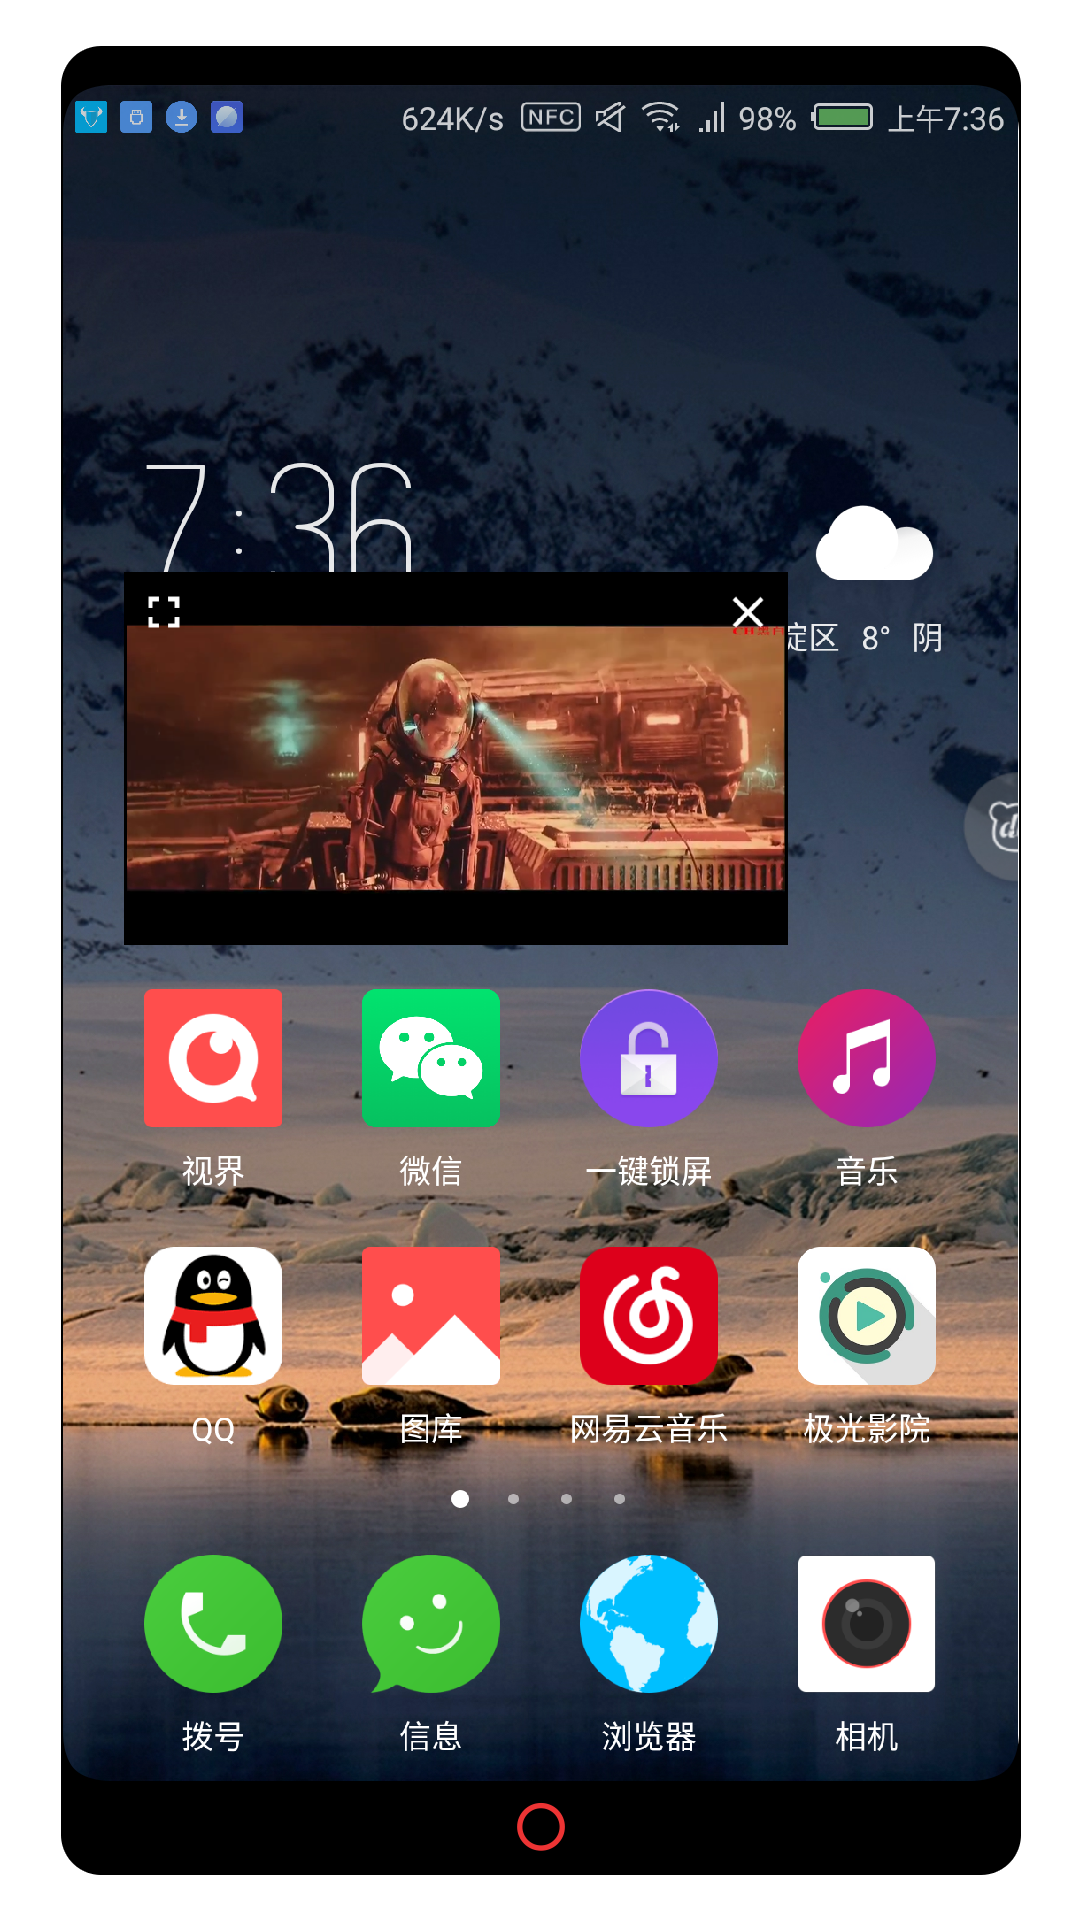 624K/s NFC 98% 上午7:36
7:36
淀区 8° 阴
视界 微信 一键锁屏 音乐
QQ 图库 网易云音乐 极光影院
拨号 信息 浏览器 相机